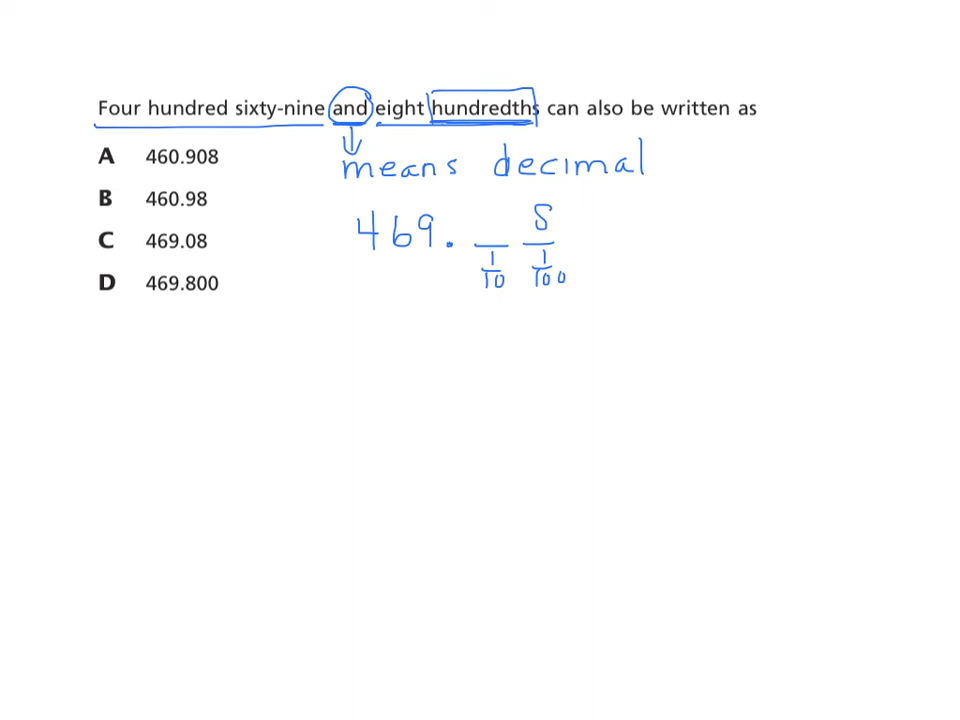 Four hundred sixty-nine and eight hundredths can also be written as
A 460.908
means decimal
B 460.98
C 469.08
469. _ 8
1/10 1/100
D 469.800